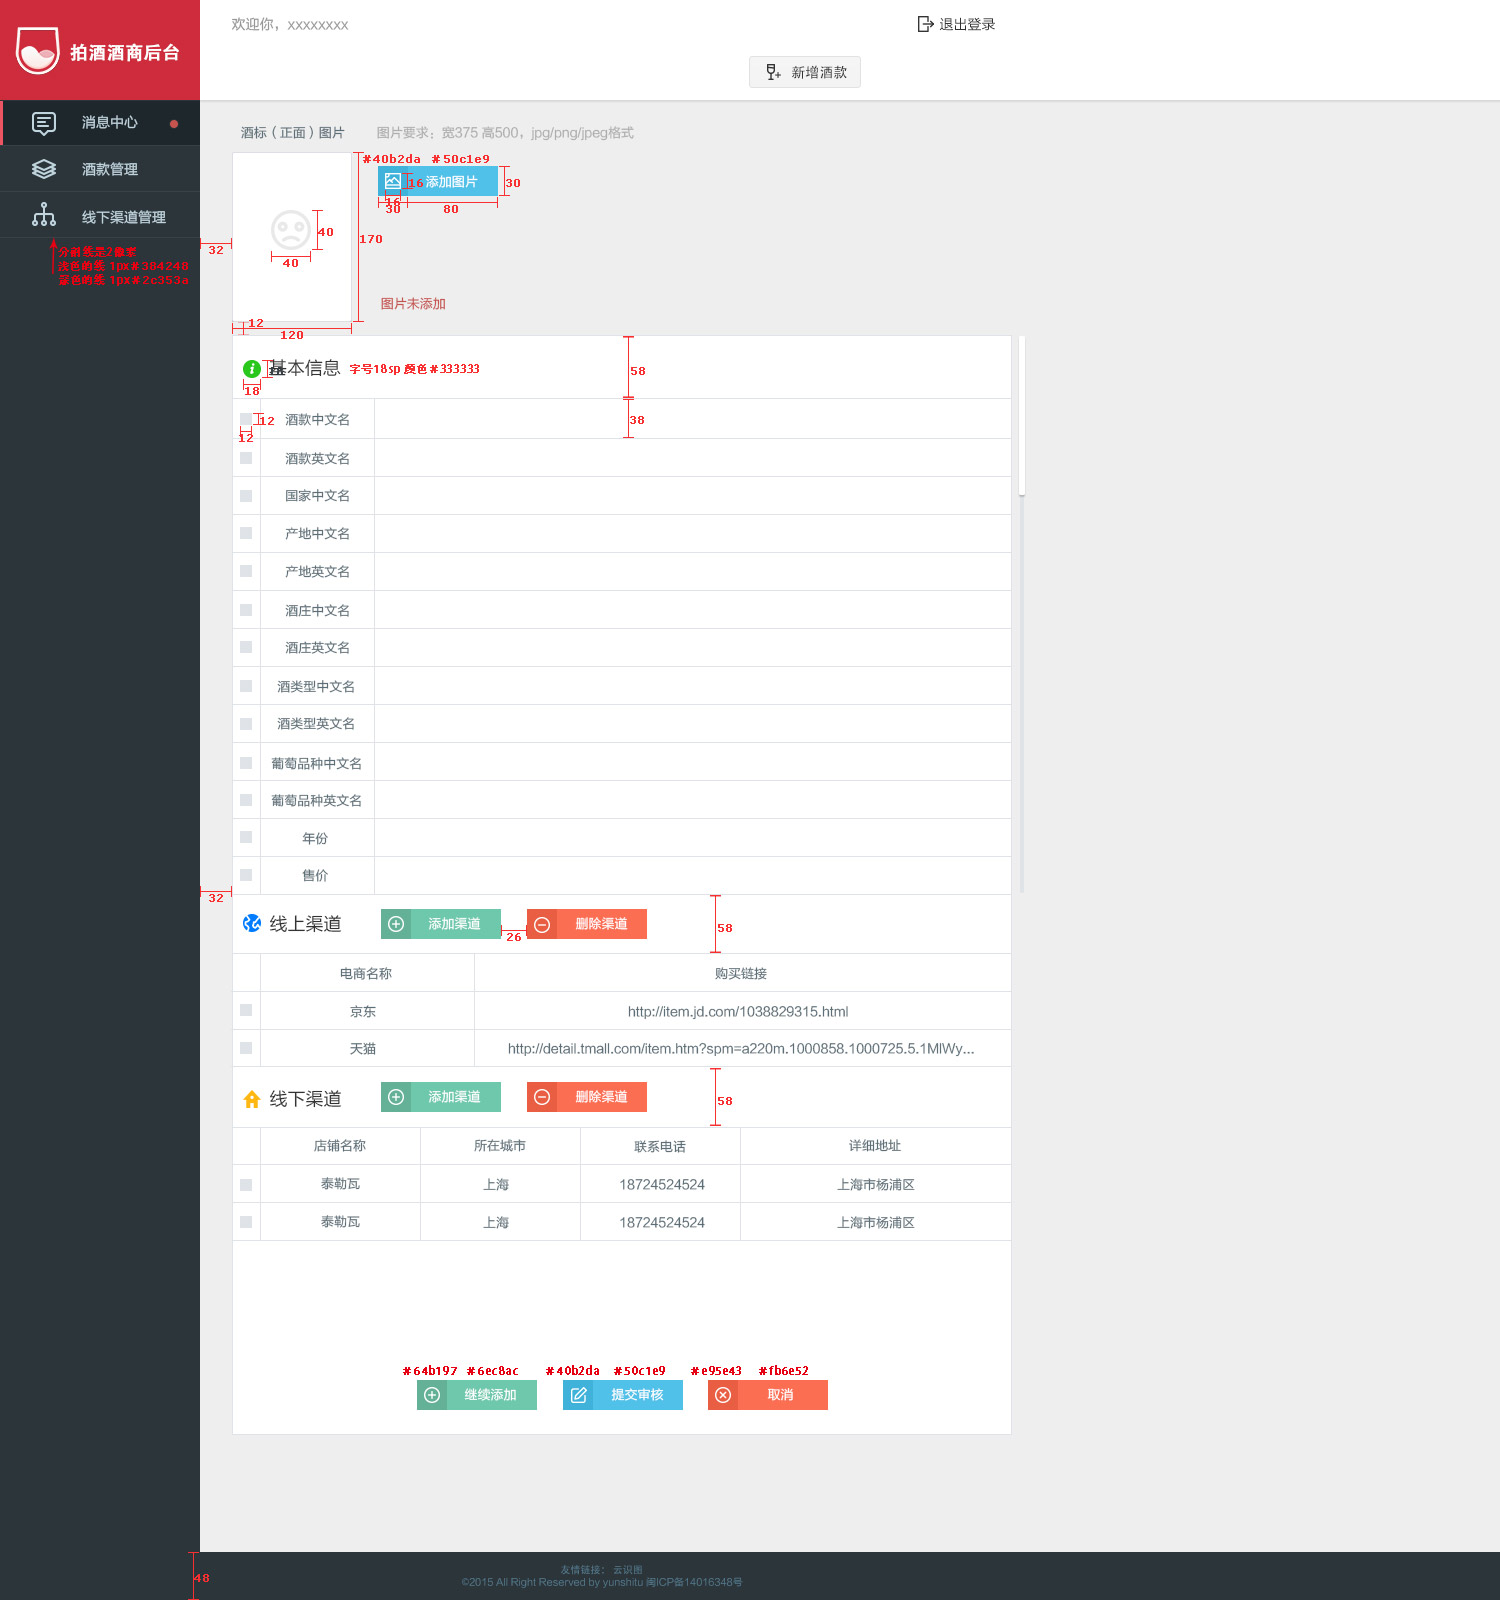 拍酒酒商后台
欢迎你，xxxxxxxx
退出登录
新增酒款
消息中心
酒款管理
线下渠道管理
分割线是2像素
浅色的线 1px#384248
深色的线 1px#2c353a
酒标（正面）图片 图片要求：宽375 高500，jpg/png/jpeg格式
#40b2da #50c1e9
添加图片
16
30
16
30
80
40
170
32
40
图片未添加
12
120
基本信息 字号18sp 颜色#333333
58
18
酒款中文名
12
38
12
酒款英文名
国家中文名
产地中文名
产地英文名
酒庄中文名
酒庄英文名
酒类型中文名
酒类型英文名
葡萄品种中文名
葡萄品种英文名
年份
售价
32
线上渠道 添加渠道 删除渠道
58
26
电商名称 购买链接
京东 http://item.jd.com/1038829315.html
天猫 http://detail.tmall.com/item.htm?spm=a220m.1000858.1000725.5.1MlWy...
线下渠道 添加渠道 删除渠道
58
店铺名称 所在城市 联系电话 详细地址
泰勒瓦 上海 18724524524 上海市杨浦区
泰勒瓦 上海 18724524524 上海市杨浦区
#64b197 #6ec8ac #40b2da #50c1e9 #e95e43 #fb6e52
继续添加 提交审核 取消
48
友情链接： 云识图
©2015 All Right Reserved by yunshitu 闽ICP备14016348号